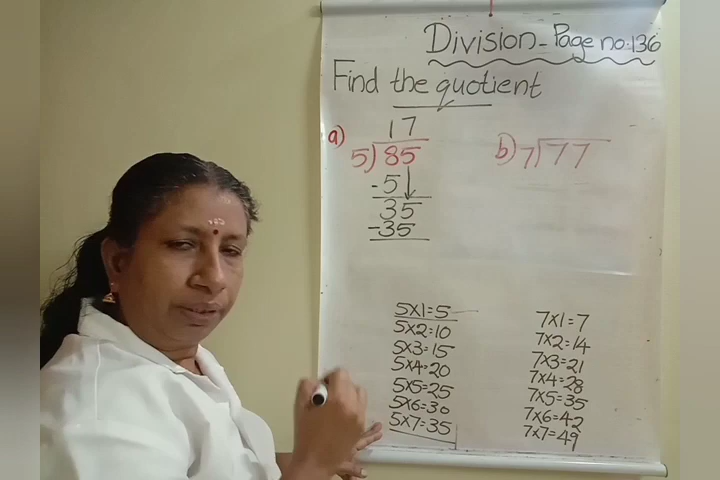 Division - Page no:136
Find the quotient
a)
17
5) 85
-5
35
-35
b) 7) 77
5x1=5
5x2=10
5x3=15
5x4=20
5x5=25
5x6=30
5x7=35
7x1=7
7x2=14
7x3=21
7x4=28
7x5=35
7x6=42
7x7=49